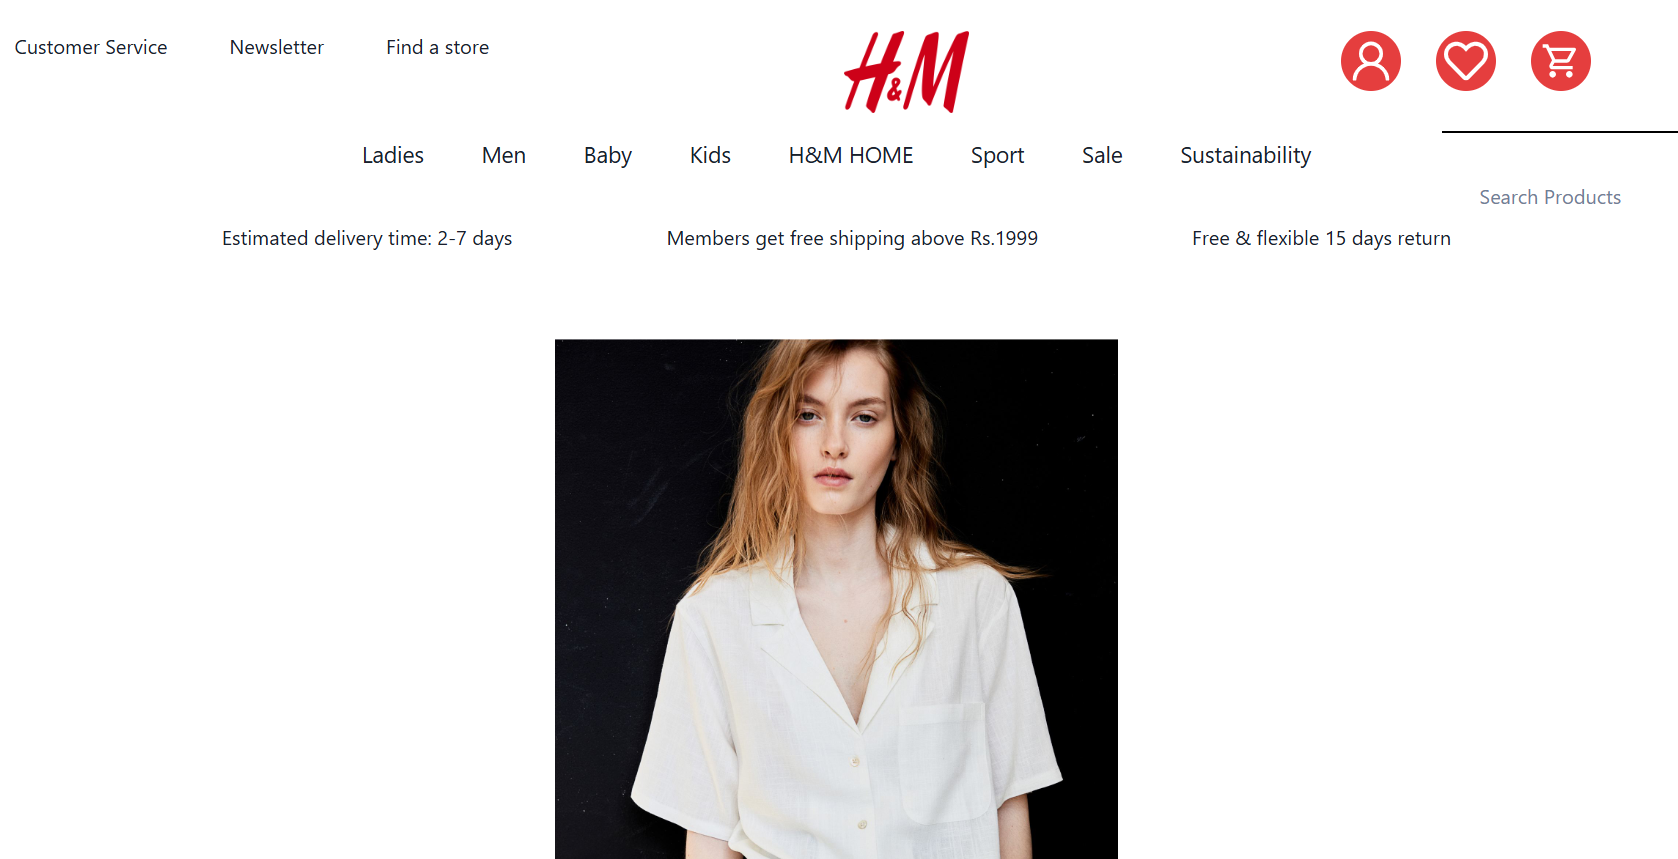 Customer Service Newsletter Find a store
H&M
Ladies Men Baby Kids H&M HOME Sport Sale Sustainability
Search Products
Estimated delivery time: 2-7 days Members get free shipping above Rs.1999 Free & flexible 15 days return